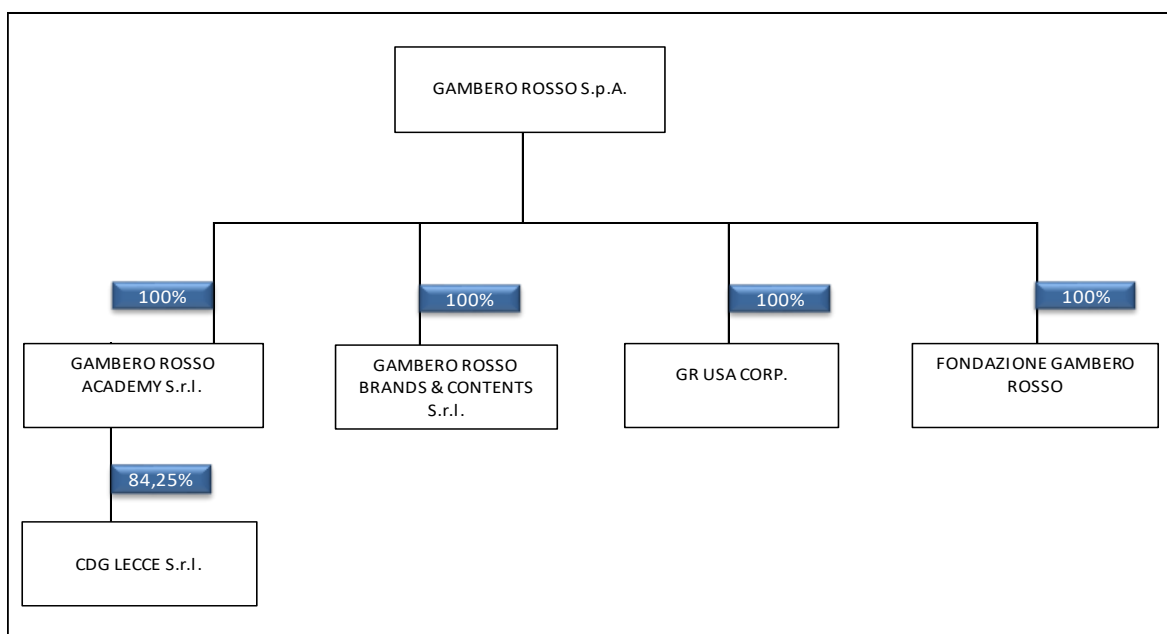 GAMBERO ROSSO S.p.A.
100%
100%
100%
100%
GAMBERO ROSSO
ACADEMY S.r.l.
GAMBERO ROSSO
BRANDS & CONTENTS
S.r.l.
GR USA CORP.
FONDAZIONE GAMBERO
ROSSO
84,25%
CDG LECCE S.r.l.